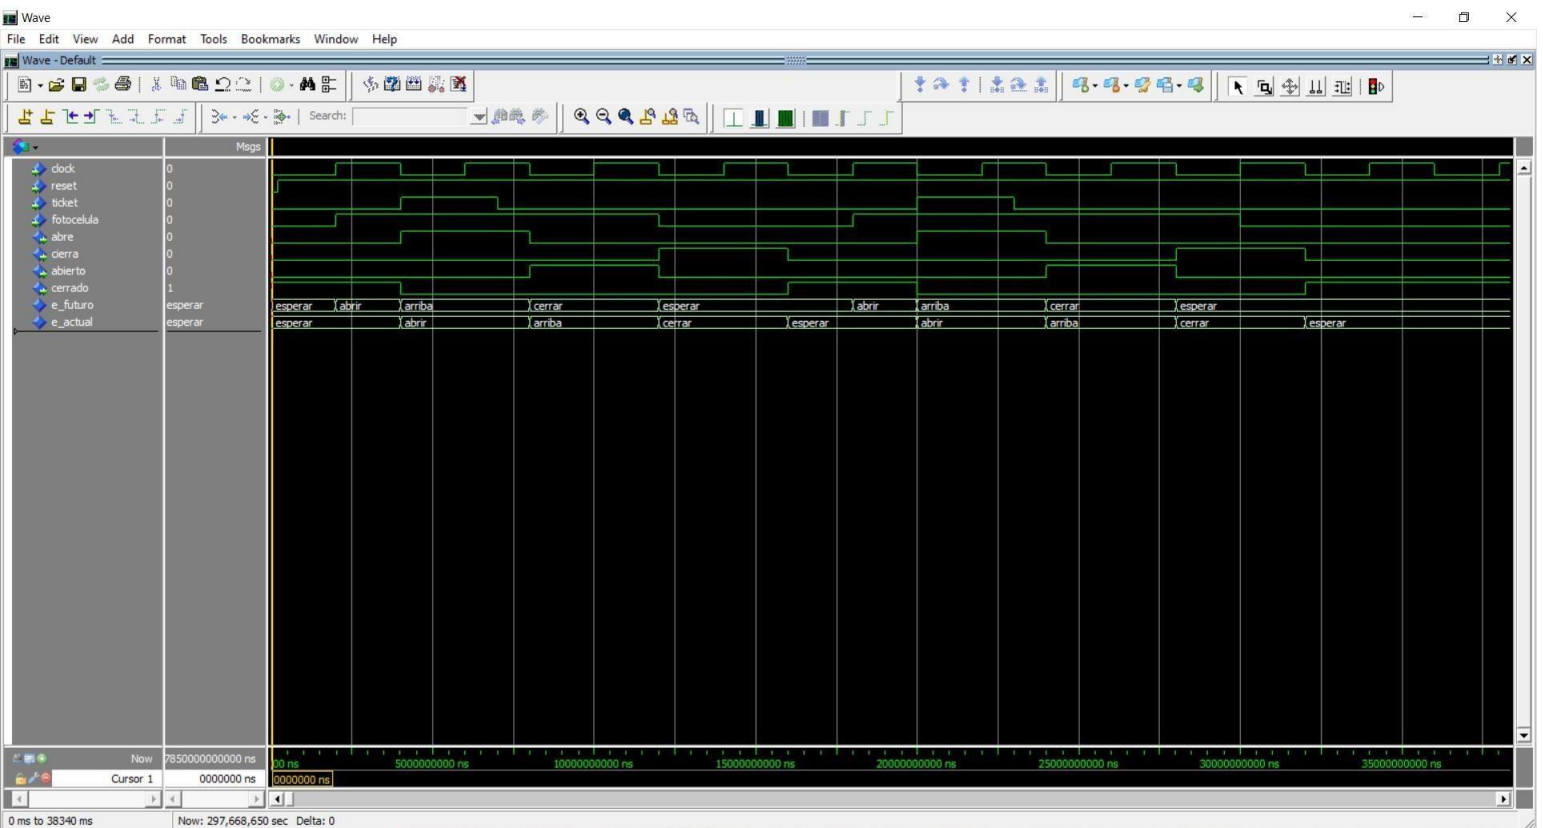 Wave
File Edit View Add Format Tools Bookmarks Window Help
Wave - Default
Search:
Msgs
clock 0
reset 0
ticket 0
fotocelula 0
abre 0
cierra 0
abierto 0
cerrado 1
e_futuro esperar esperar abrir arriba cerrar esperar abrir arriba cerrar esperar
e_actual esperar esperar abrir arriba cerrar esperar abrir arriba cerrar esperar
Now 7850000000000 ns 00 ns 5000000000 ns 10000000000 ns 15000000000 ns 20000000000 ns 25000000000 ns 30000000000 ns 35000000000 ns
Cursor 1 0000000 ns 0000000 ns
0 ms to 38340 ms Now: 297,668,650 sec Delta: 0